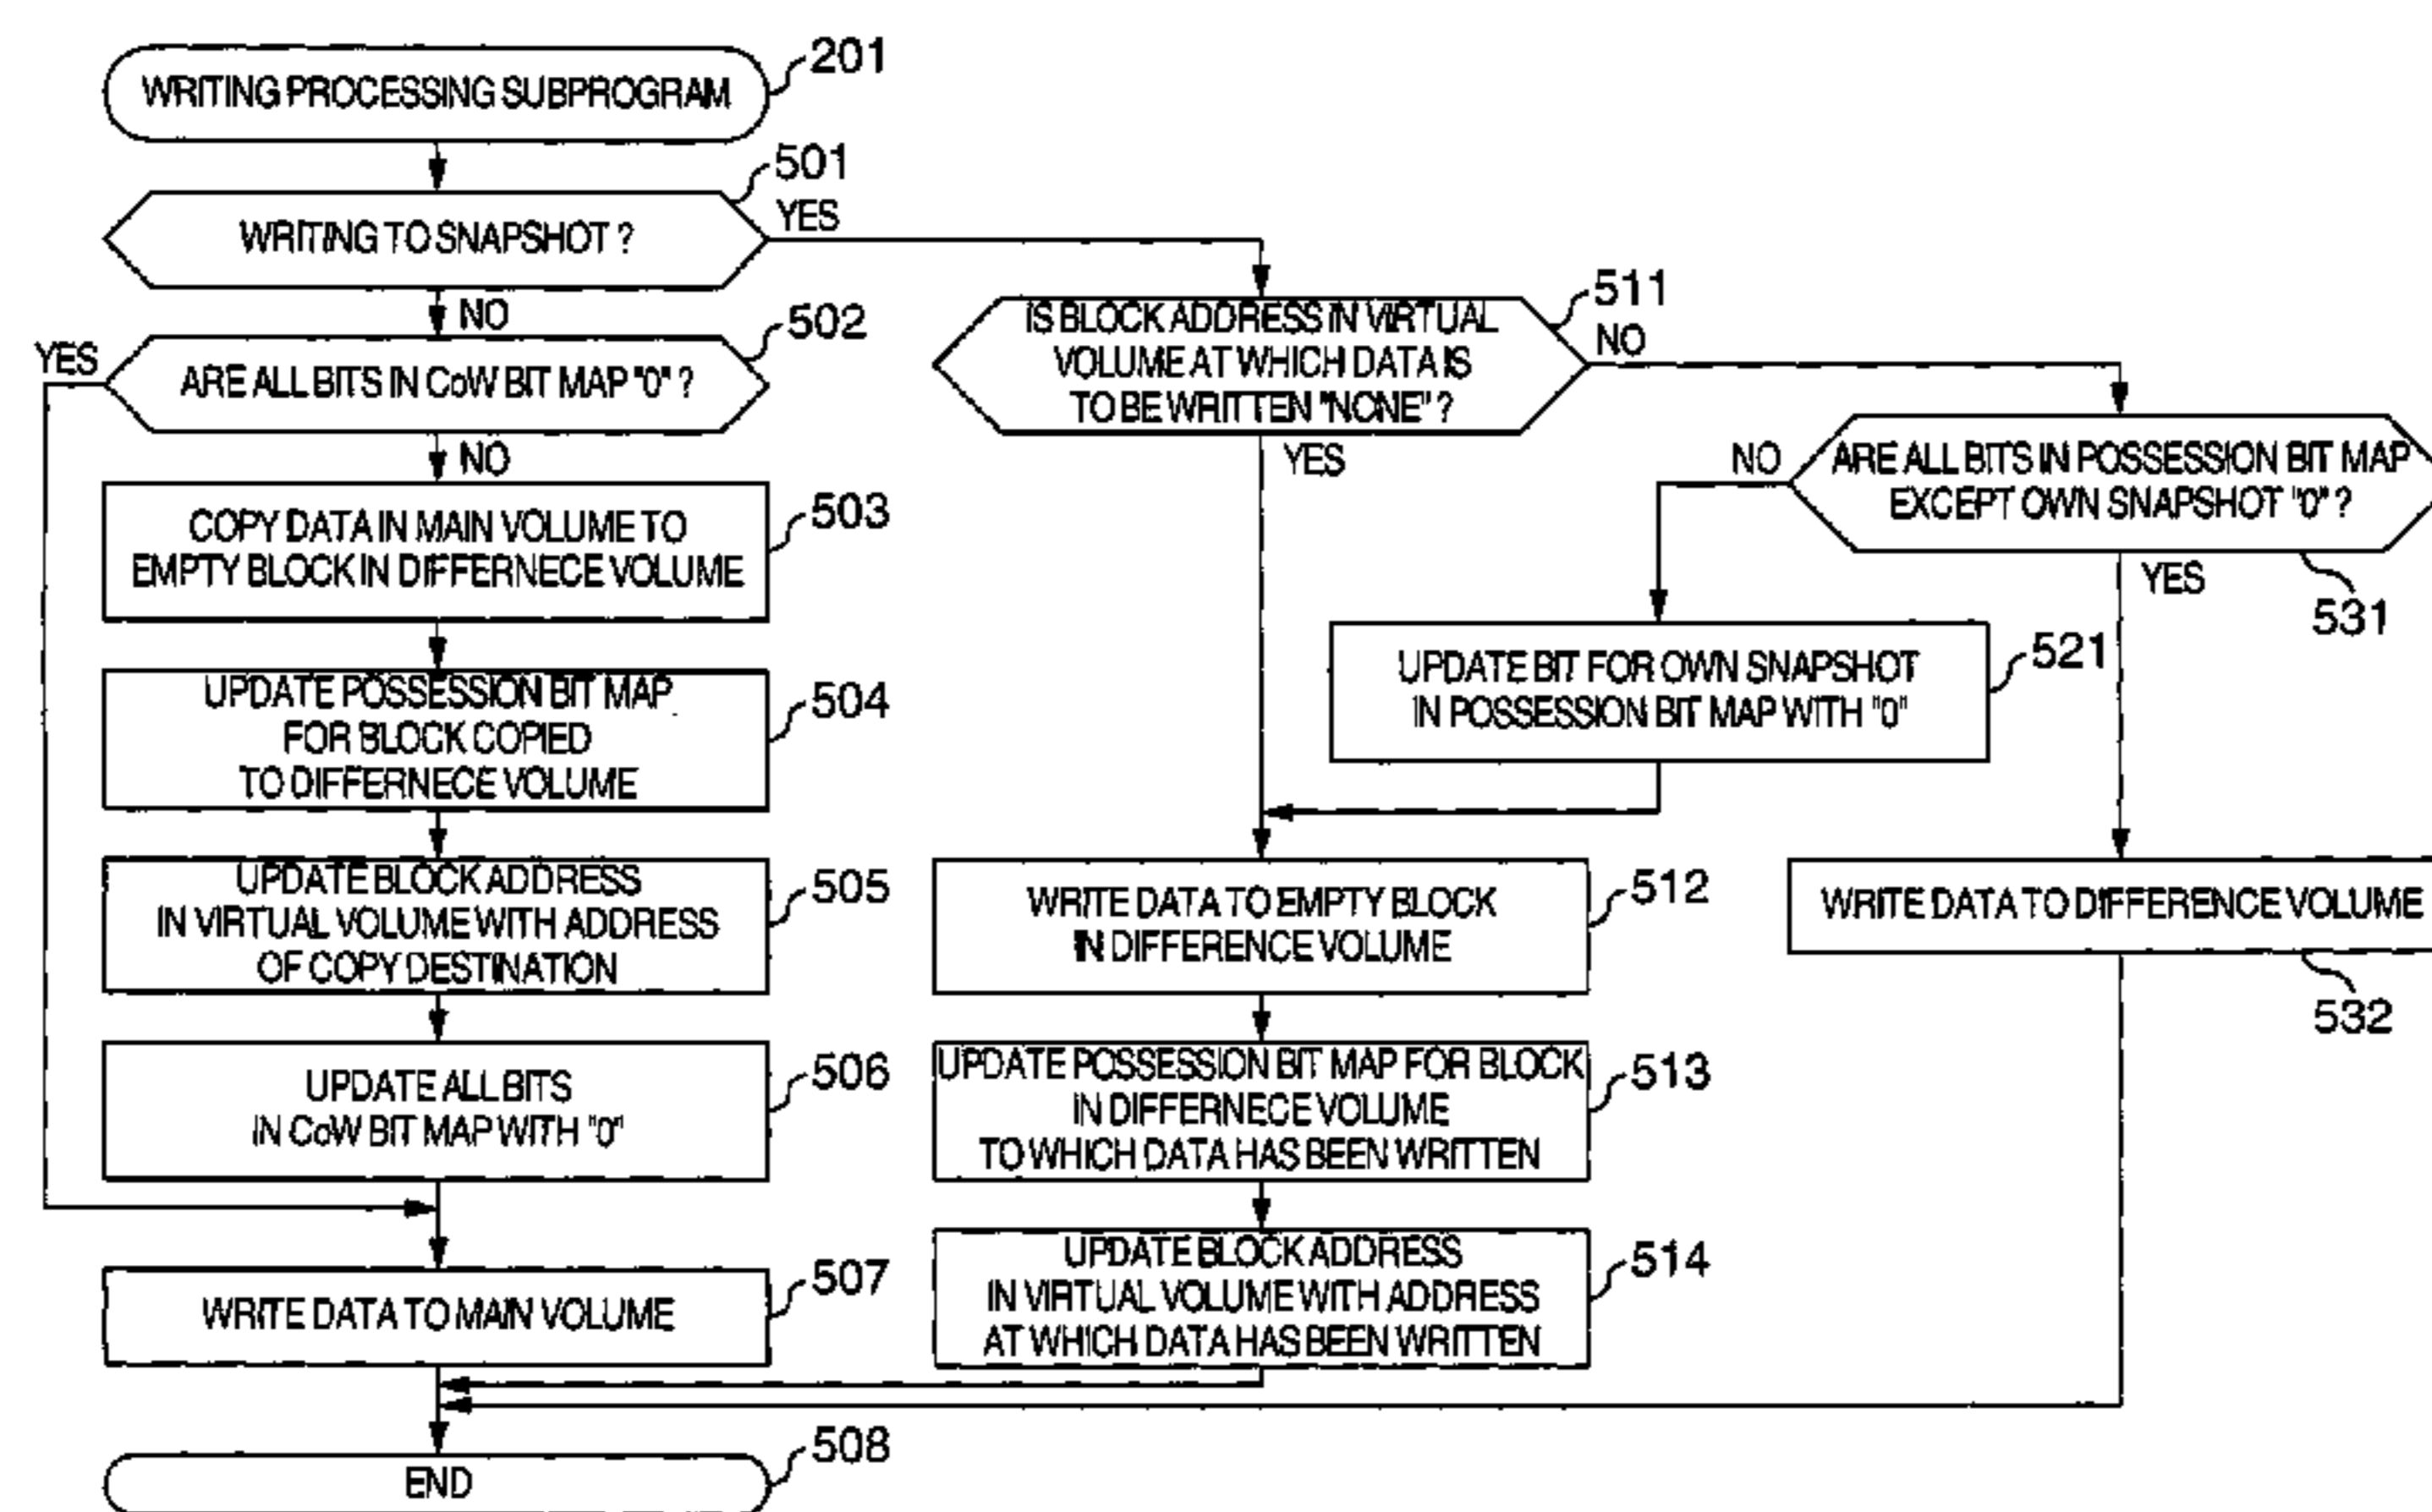 WRITING PROCESSING SUBPROGRAM
201
501
WRITING TO SNAPSHOT ?
YES
NO
502
YES
ARE ALL BITS IN CoW BIT MAP "0" ?
NO
503
COPY DATA IN MAIN VOLUME TO
EMPTY BLOCK IN DIFFERNECE VOLUME
UPDATE POSSESSION BIT MAP
FOR BLOCK COPIED
TO DIFFERNECE VOLUME
504
UPDATE BLOCK ADDRESS
IN VIRTUAL VOLUME WITH ADDRESS
OF COPY DESTINATION
505
UPDATE ALL BITS
IN CoW BIT MAP WITH "0"
506
WRITE DATA TO MAIN VOLUME
507
END
508
IS BLOCK ADDRESS IN VIRTUAL
VOLUME AT WHICH DATA IS
TO BE WRITTEN "NONE" ?
511
NO
YES
NO
ARE ALL BITS IN POSSESSION BIT MAP
EXCEPT OWN SNAPSHOT "0" ?
YES
531
UPDATE BIT FOR OWN SNAPSHOT
IN POSSESSION BIT MAP WITH "0"
521
WRITE DATA TO EMPTY BLOCK
IN DIFFERENCE VOLUME
512
WRITE DATA TO DIFFERENCE VOLUME
532
UPDATE POSSESSION BIT MAP FOR BLOCK
IN DIFFERNECE VOLUME
TO WHICH DATA HAS BEEN WRITTEN
513
UPDATE BLOCK ADDRESS
IN VIRTUAL VOLUME WITH ADDRESS
AT WHICH DATA HAS BEEN WRITTEN
514